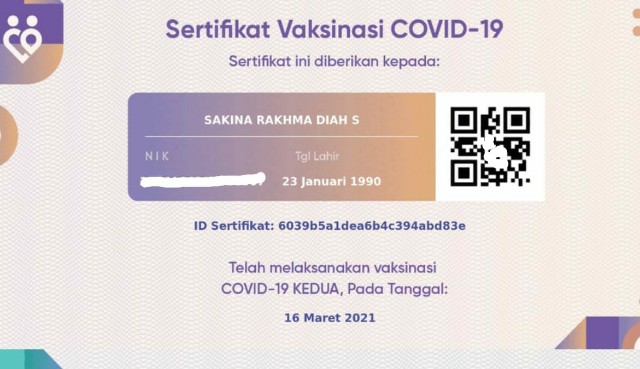 Sertifikat Vaksinasi COVID-19
Sertifikat ini diberikan kepada:
SAKINA RAKHMA DIAH S
NIK
Tgl Lahir
23 Januari 1990
ID Sertifikat: 6039b5a1dea6b4c394abd83e
Telah melaksanakan vaksinasi
COVID-19 KEDUA, Pada Tanggal:
16 Maret 2021